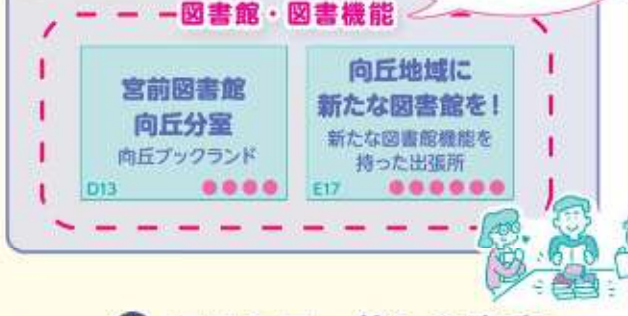 図書館・図書機能
宮前図書館
向丘分室
向丘ブックランド
D13
向丘地域に
新たな図書館を!
新たな図書館機能を
持った出張所
E17